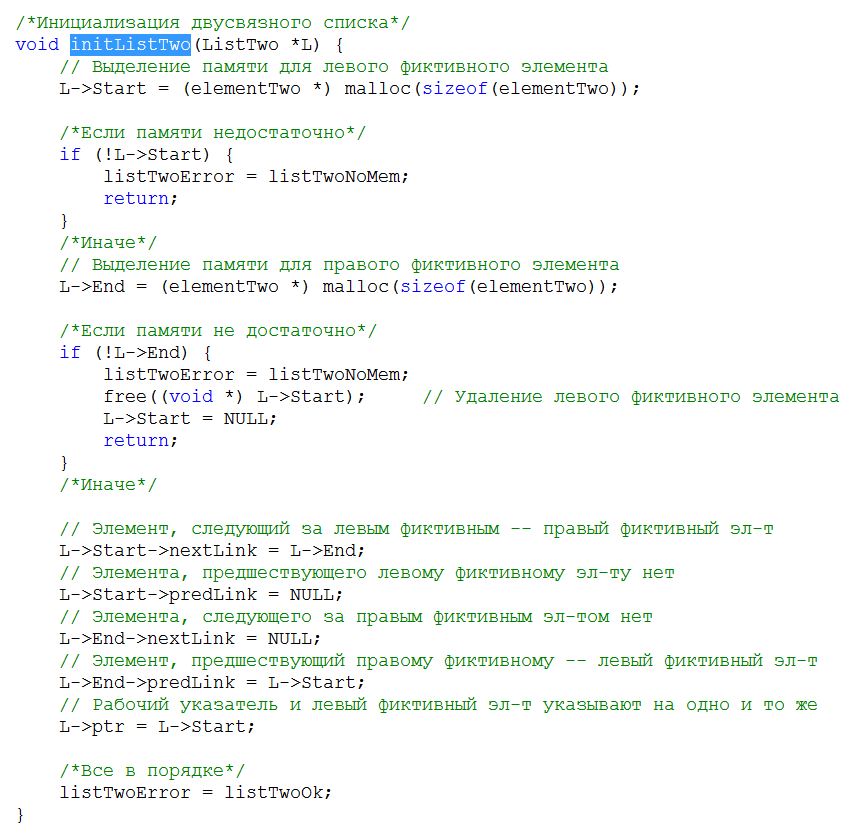 /*Инициализация двусвязного списка*/
void initListTwo(ListTwo *L) {
    // Выделение памяти для левого фиктивного элемента
    L->Start = (elementTwo *) malloc(sizeof(elementTwo));

    /*Если памяти недостаточно*/
    if (!L->Start) {
        listTwoError = listTwoNoMem;
        return;
    }
    /*Иначе*/
    // Выделение памяти для правого фиктивного элемента
    L->End = (elementTwo *) malloc(sizeof(elementTwo));

    /*Если памяти не достаточно*/
    if (!L->End) {
        listTwoError = listTwoNoMem;
        free((void *) L->Start);     // Удаление левого фиктивного элемента
        L->Start = NULL;
        return;
    }
    /*Иначе*/

    // Элемент, следующий за левым фиктивным -- правый фиктивный эл-т
    L->Start->nextLink = L->End;
    // Элемента, предшествующего левому фиктивному эл-ту нет
    L->Start->predLink = NULL;
    // Элемента, следующего за правым фиктивным эл-том нет
    L->End->nextLink = NULL;
    // Элемент, предшествующий правому фиктивному -- левый фиктивный эл-т
    L->End->predLink = L->Start;
    // Рабочий указатель и левый фиктивный эл-т указывают на одно и то же
    L->ptr = L->Start;

    /*Все в порядке*/
    listTwoError = listTwoOk;
}